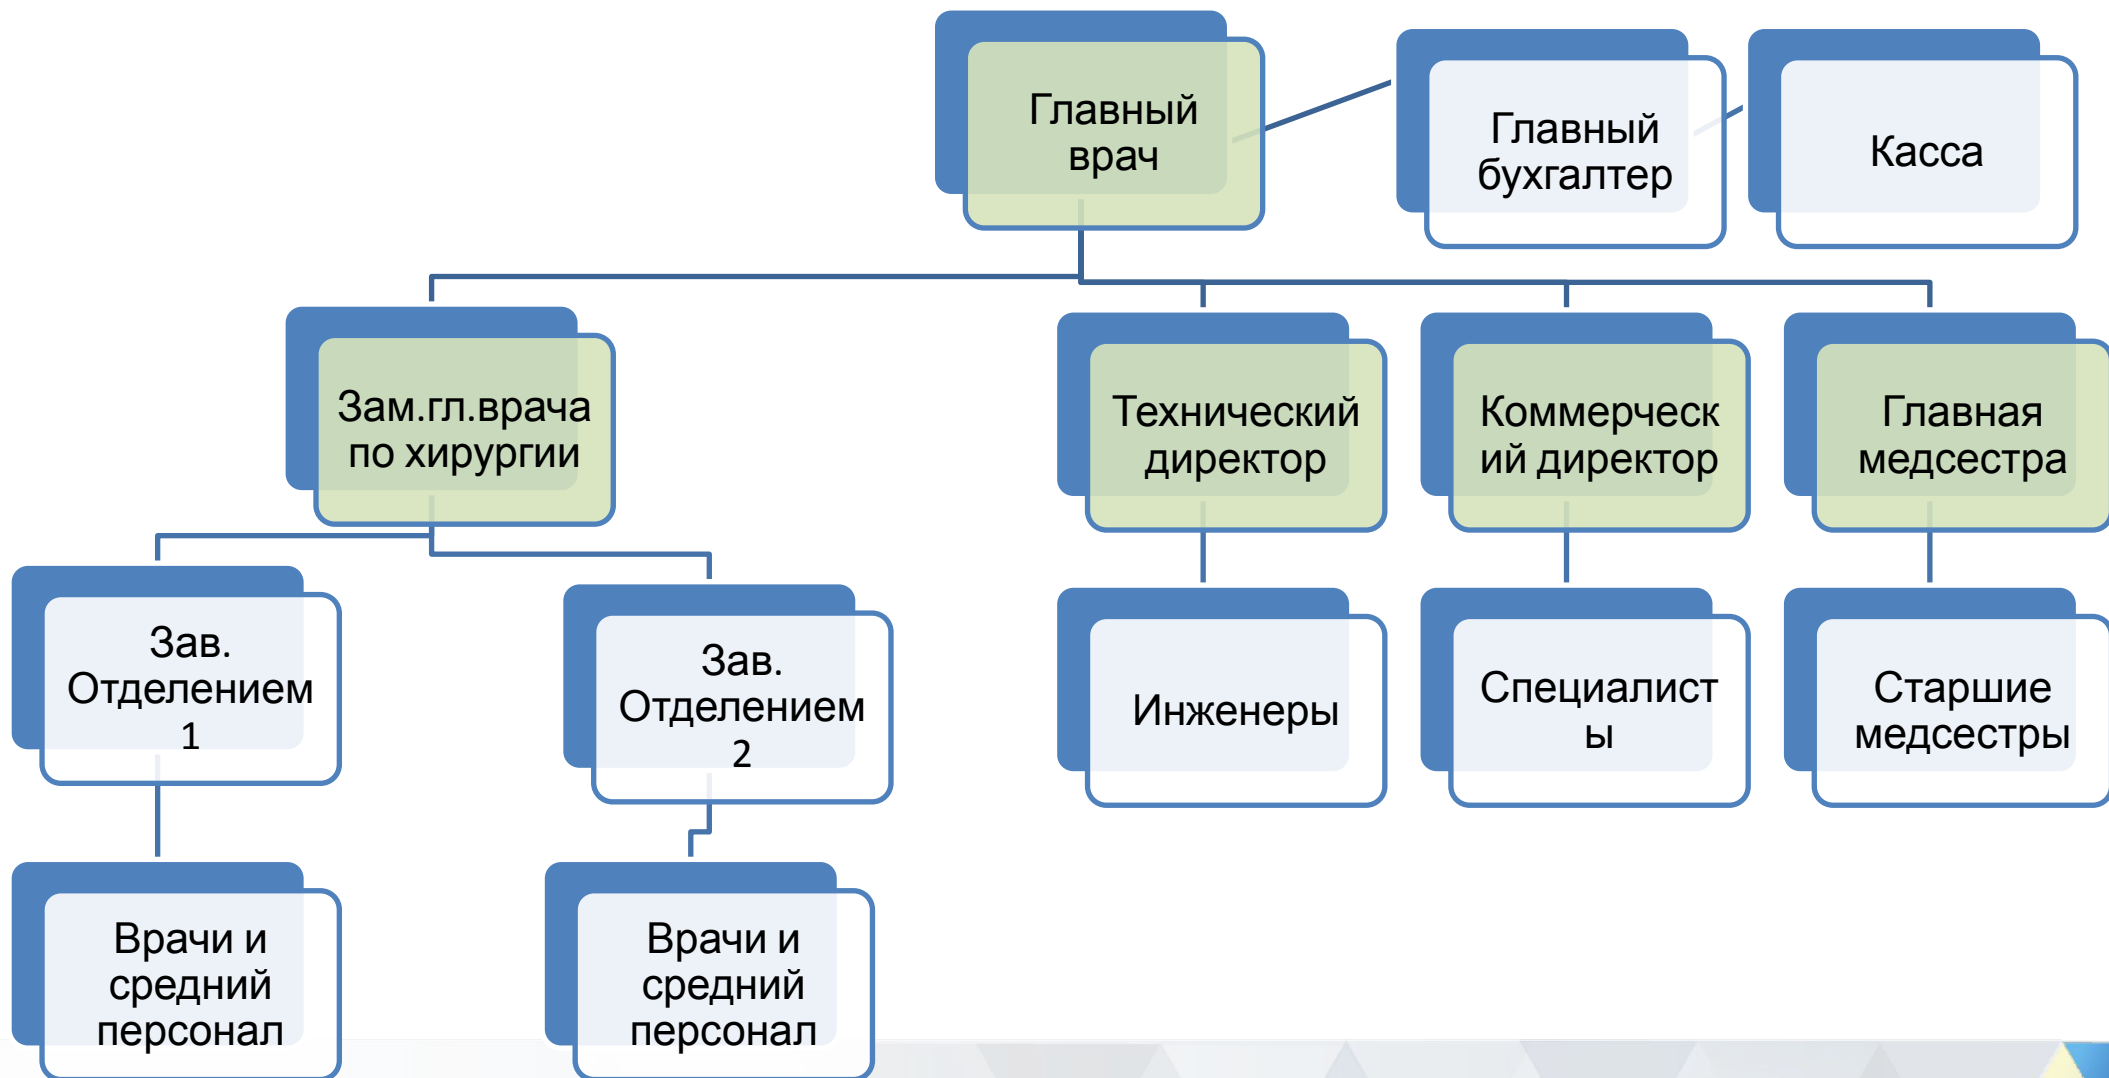 Главный
врач
Главный
бухгалтер
Касса
Зам.гл.врача
по хирургии
Технический
директор
Коммерческ
ий директор
Главная
медсестра
Зав.
Отделением
1
Зав.
Отделением
2
Инженеры
Специалист
ы
Старшие
медсестры
Врачи и
средний
персонал
Врачи и
средний
персонал